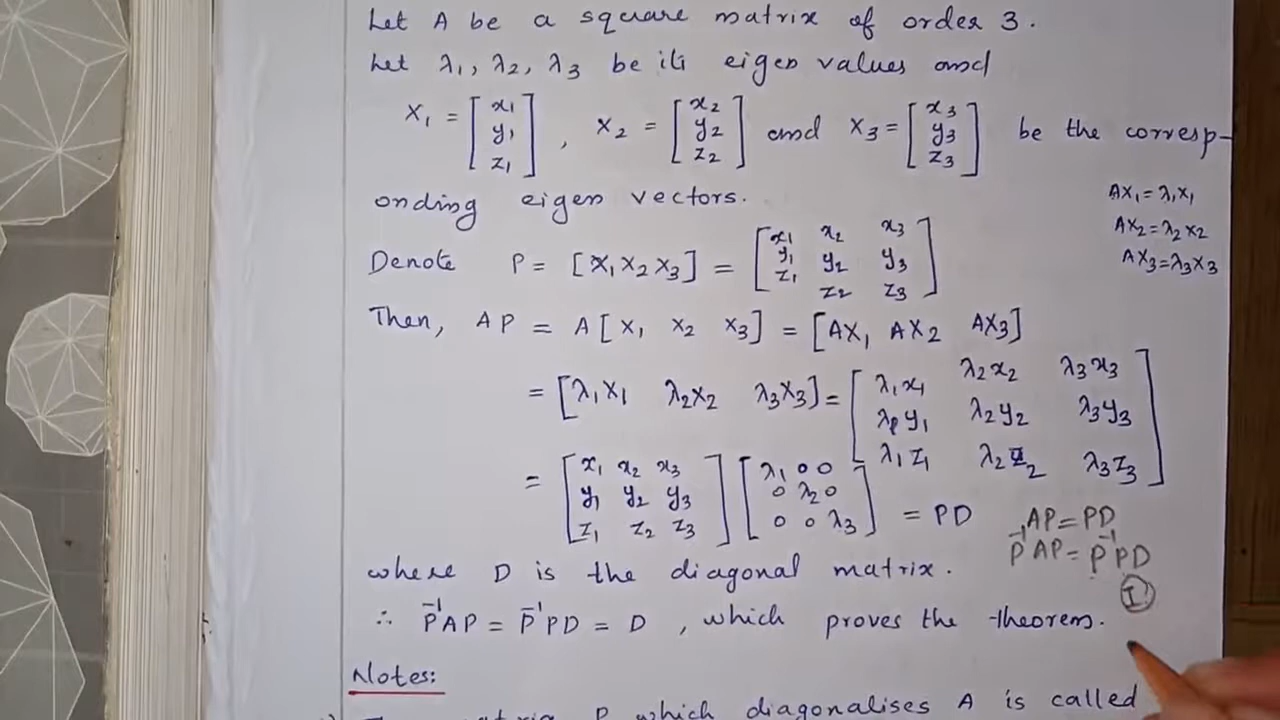 Let A be a square matrix of order 3.
Let λ₁, λ₂, λ₃ be its eigen values and
X₁ = [x₁ y₁ z₁], X₂ = [x₂ y₂ z₂] and X₃ = [x₃ y₃ z₃] be the corresp-
onding eigen vectors.
AX₁ = λ₁X₁
AX₂ = λ₂X₂
AX₃ = λ₃X₃
Denote P = [X₁ X₂ X₃] = [x₁ x₂ x₃
y₁ y₂ y₃
z₁ z₂ z₃]
Then, AP = A[X₁ X₂ X₃] = [AX₁ AX₂ AX₃]
= [λ₁X₁ λ₂X₂ λ₃X₃] = [λ₁x₁ λ₂x₂ λ₃x₃
λ₁y₁ λ₂y₂ λ₃y₃
λ₁z₁ λ₂z₂ λ₃z₃]
= [x₁ x₂ x₃
y₁ y₂ y₃
z₁ z₂ z₃] [λ₁ 0 0
0 λ₂ 0
0 0 λ₃] = PD
AP = PD
P⁻¹AP = P⁻¹PD
I
where D is the diagonal matrix.
∴ P⁻¹AP = P⁻¹PD = D, which proves the theorem.
Notes:
P which diagonalises A is called